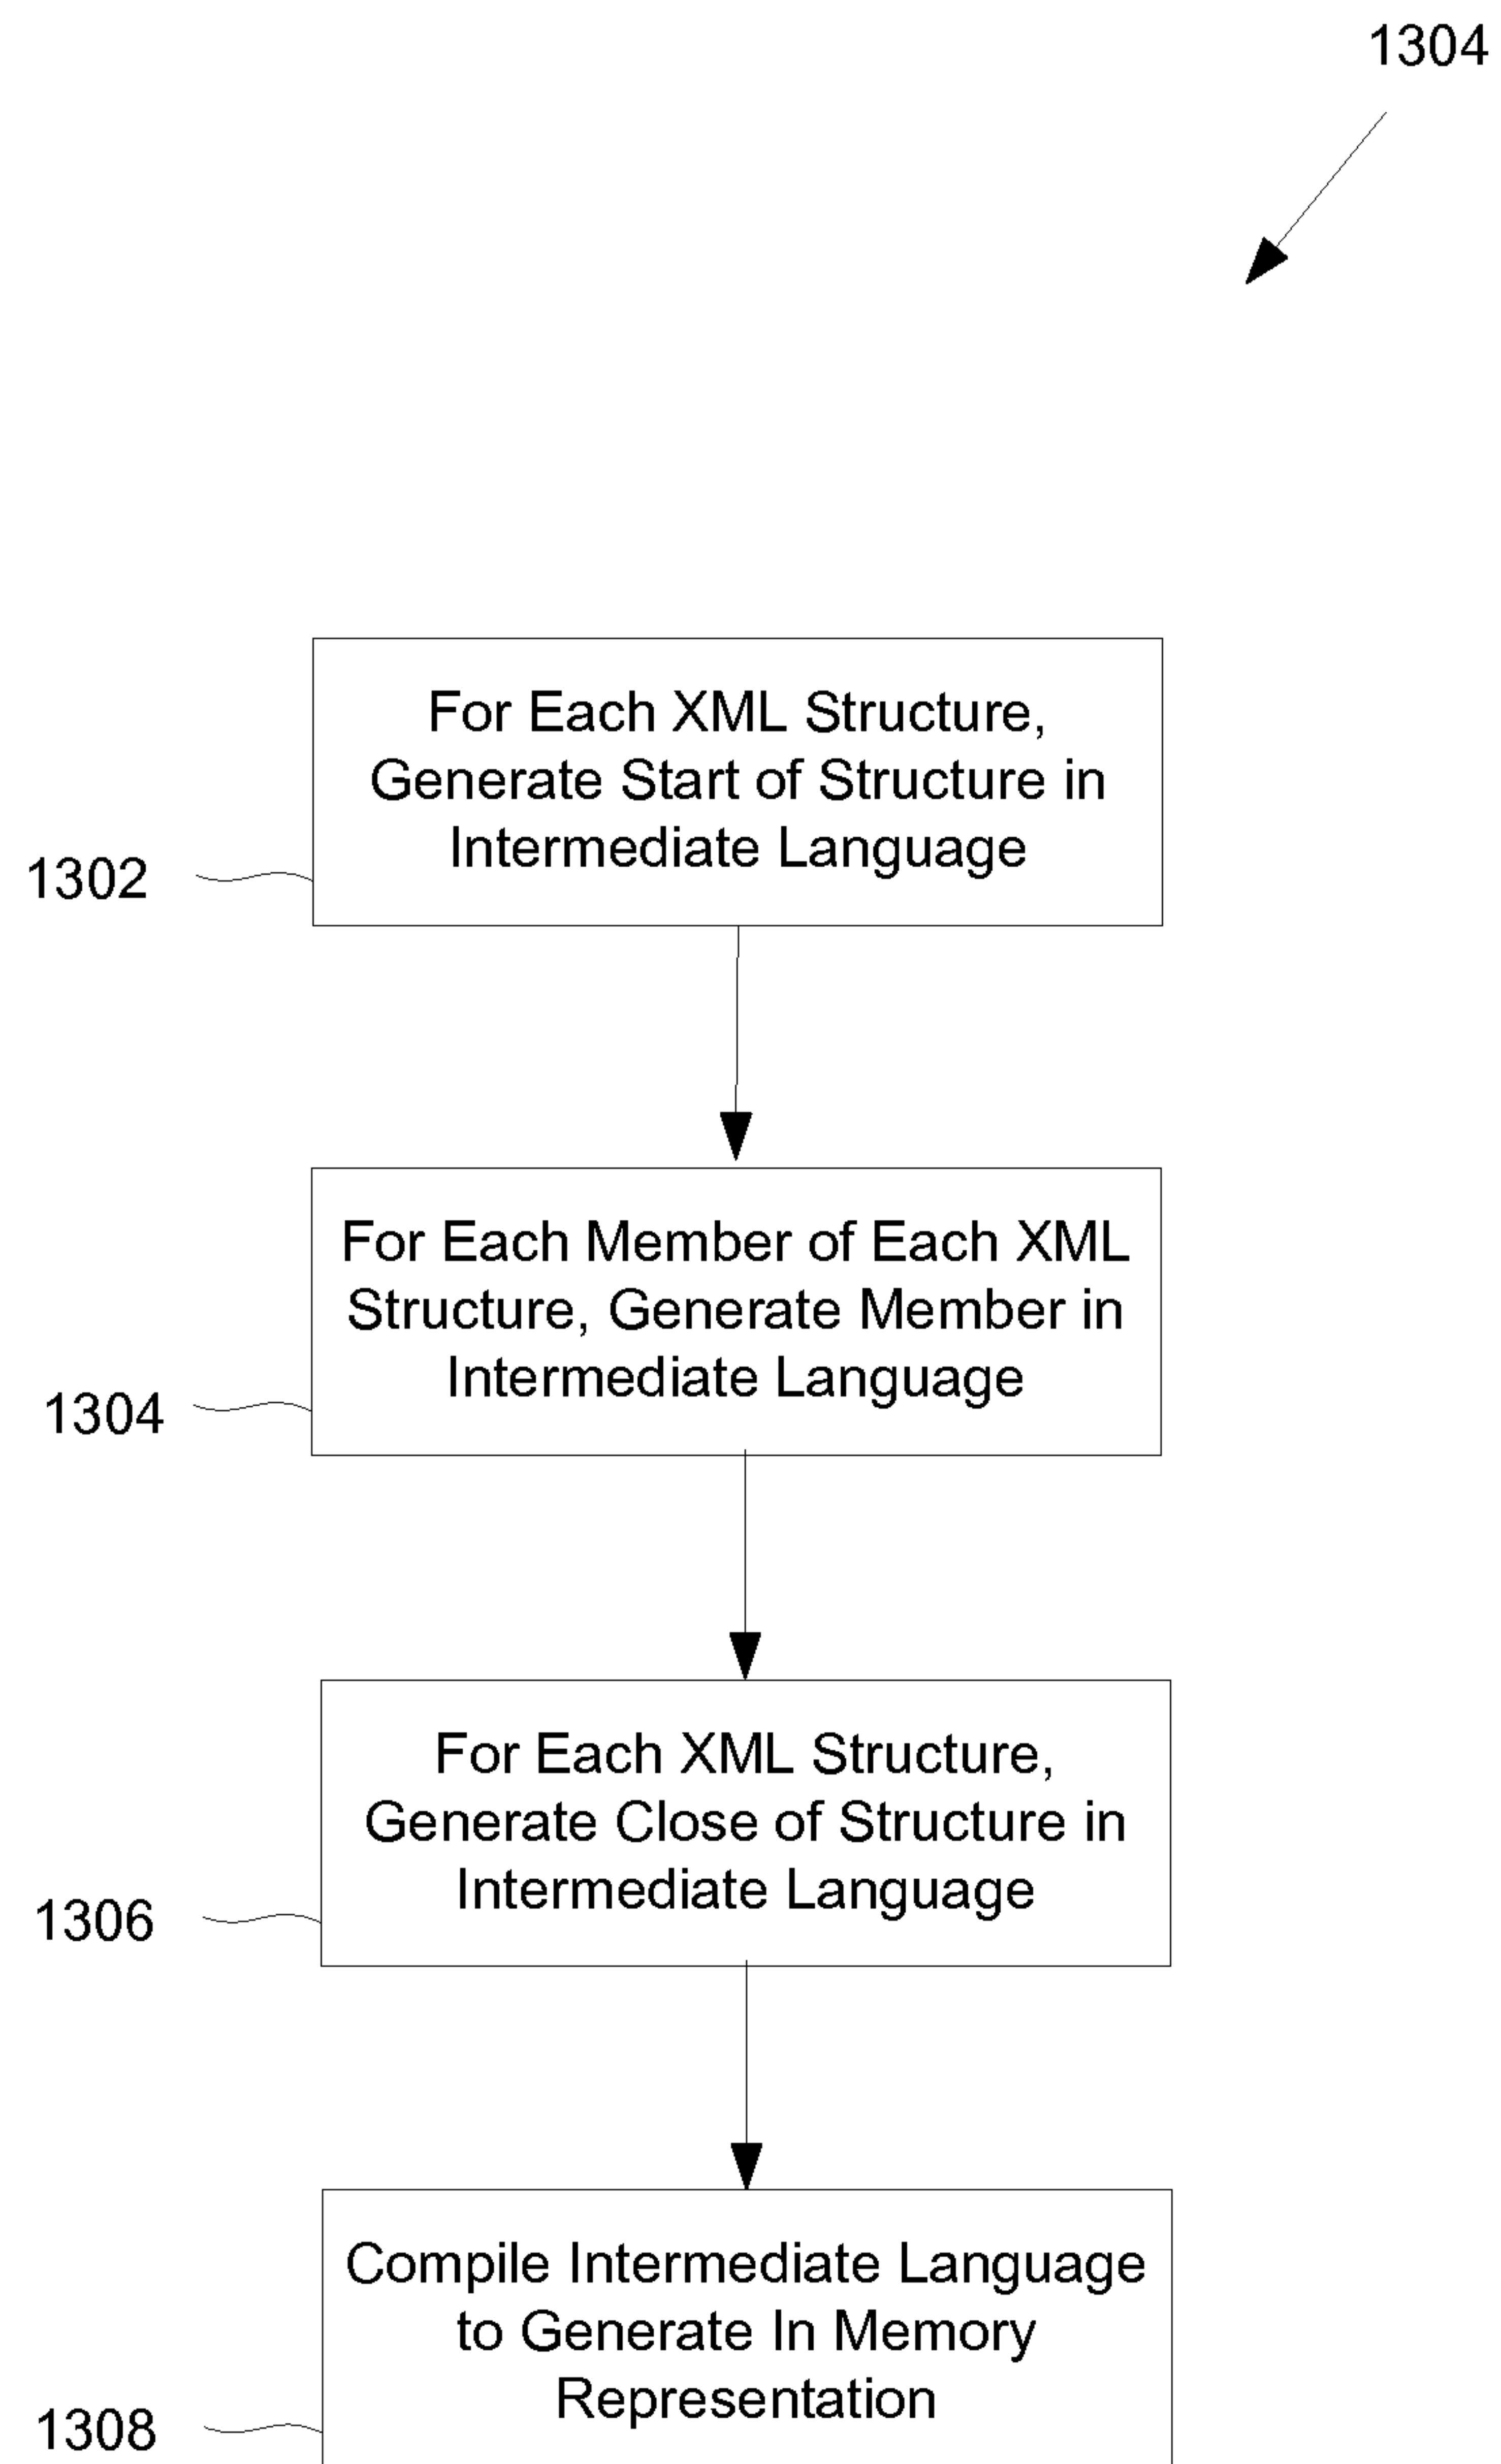 1304
For Each XML Structure,
Generate Start of Structure in
Intermediate Language
1302
For Each Member of Each XML
Structure, Generate Member in
Intermediate Language
1304
For Each XML Structure,
Generate Close of Structure in
Intermediate Language
1306
Compile Intermediate Language
to Generate In Memory
Representation
1308